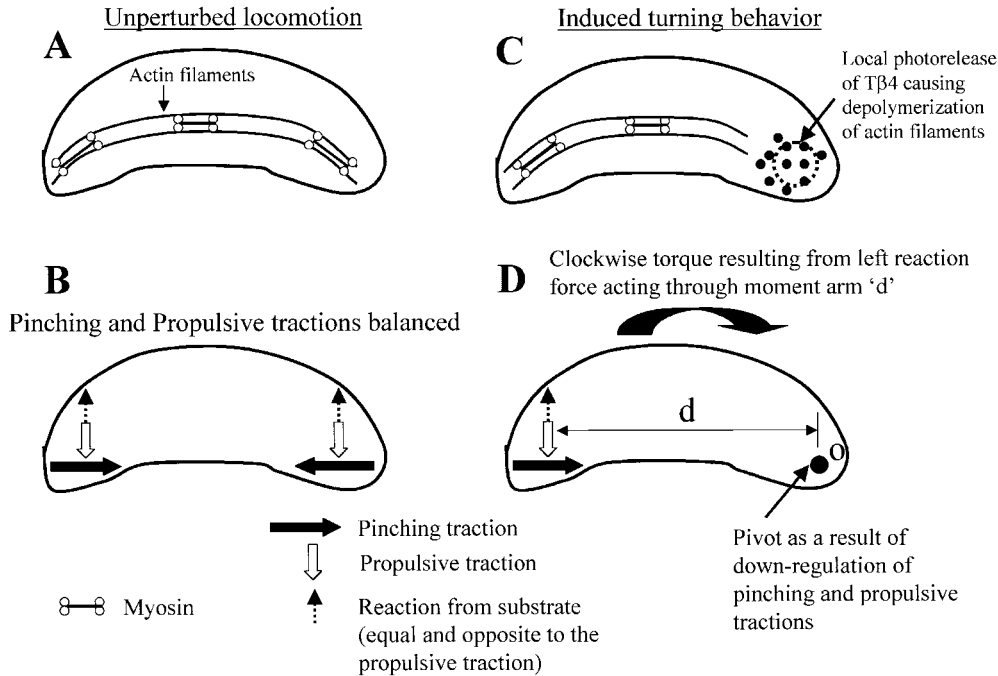 Unperturbed locomotion
Induced turning behavior
A
Actin filaments
C
Local photorelease
of Tβ4 causing
depolymerization
of actin filaments
B
Pinching and Propulsive tractions balanced
D
Clockwise torque resulting from left reaction
force acting through moment arm ‘d’
d
O
Pinching traction
Propulsive traction
Myosin
Reaction from substrate
(equal and opposite to the
propulsive traction)
Pivot as a result of
down-regulation of
pinching and propulsive
tractions